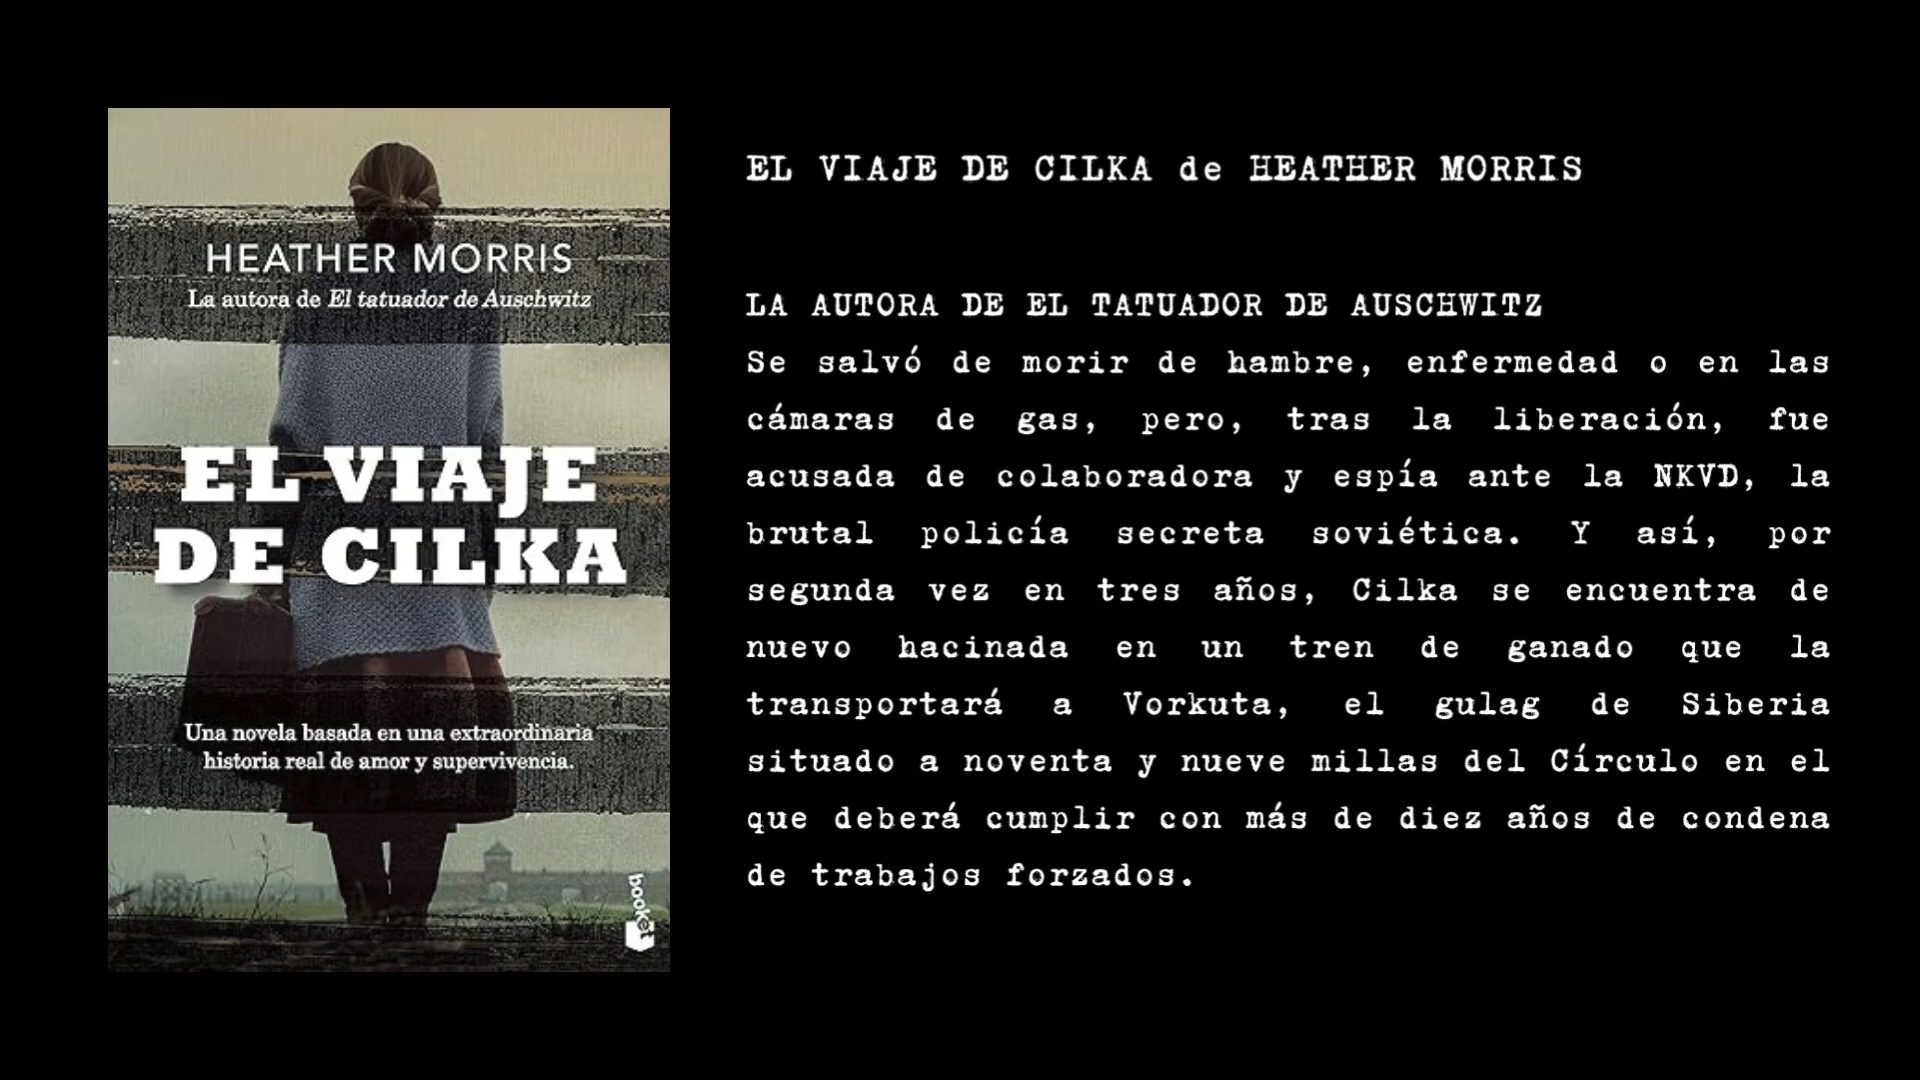 HEATHER MORRIS
La autora de El tatuador de Auschwitz
EL VIAJE
DE CILKA
Una novela basada en una extraordinaria
historia real de amor y supervivencia.
booket
EL VIAJE DE CILKA de HEATHER MORRIS
LA AUTORA DE EL TATUADOR DE AUSCHWITZ
Se salvó de morir de hambre, enfermedad o en las
cámaras de gas, pero, tras la liberación, fue
acusada de colaboradora y espía ante la NKVD, la
brutal policía secreta soviética. Y así, por
segunda vez en tres años, Cilka se encuentra de
nuevo hacinada en un tren de ganado que la
transportará a Vorkuta, el gulag de Siberia
situado a noventa y nueve millas del Círculo en el
que deberá cumplir con más de diez años de condena
de trabajos forzados.